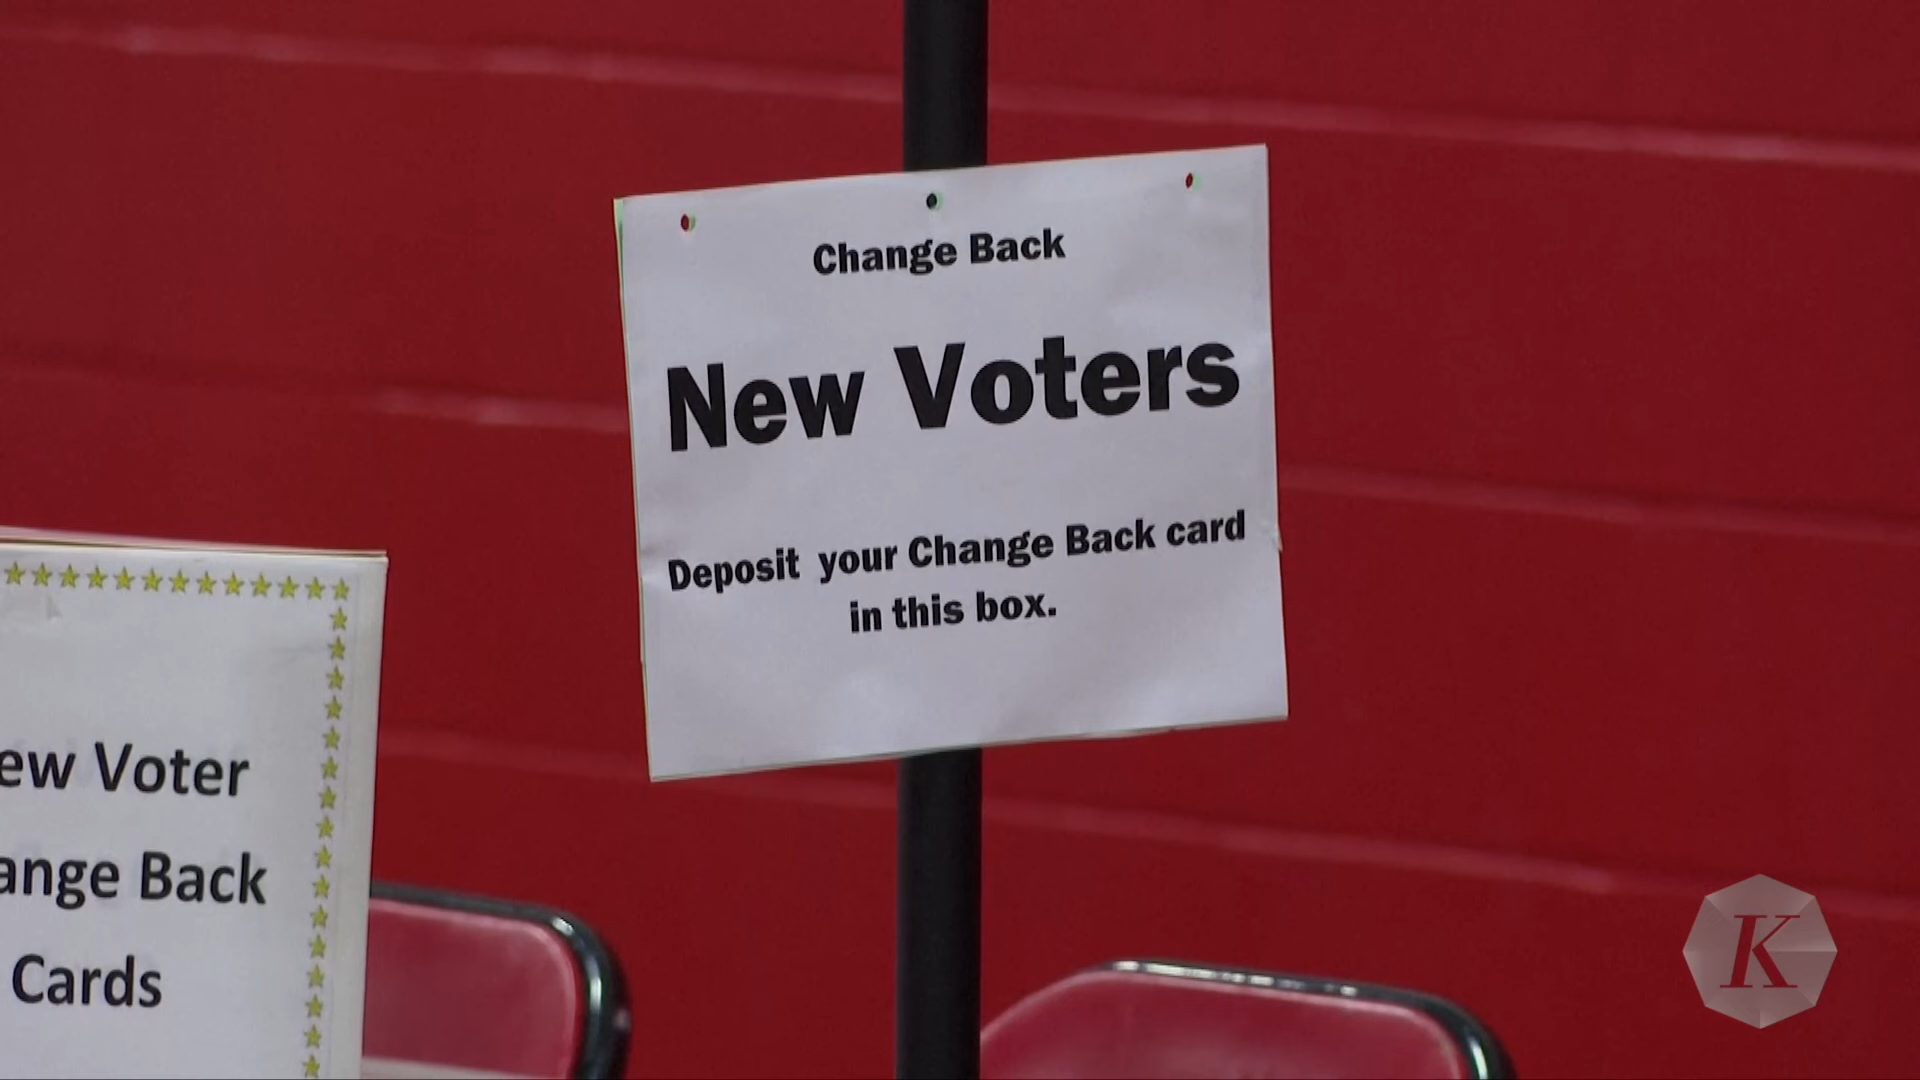 Change Back
New Voters
Deposit your Change Back card
in this box.
ew Voter
ange Back
Cards
K